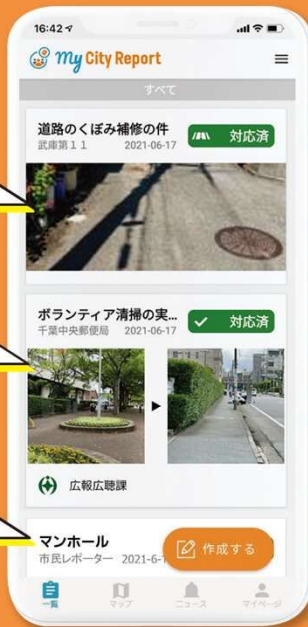 16:42
My City Report
すべて
道路のくぼみ補修の件
武庫第11 2021-06-17
対応済
ボランティア清掃の実...
千葉中央郵便局 2021-06-17
対応済
広報広聴課
マンホール
市民レポーター 2021-6-1
作成する
一覧
マップ
ニュース
マイページ